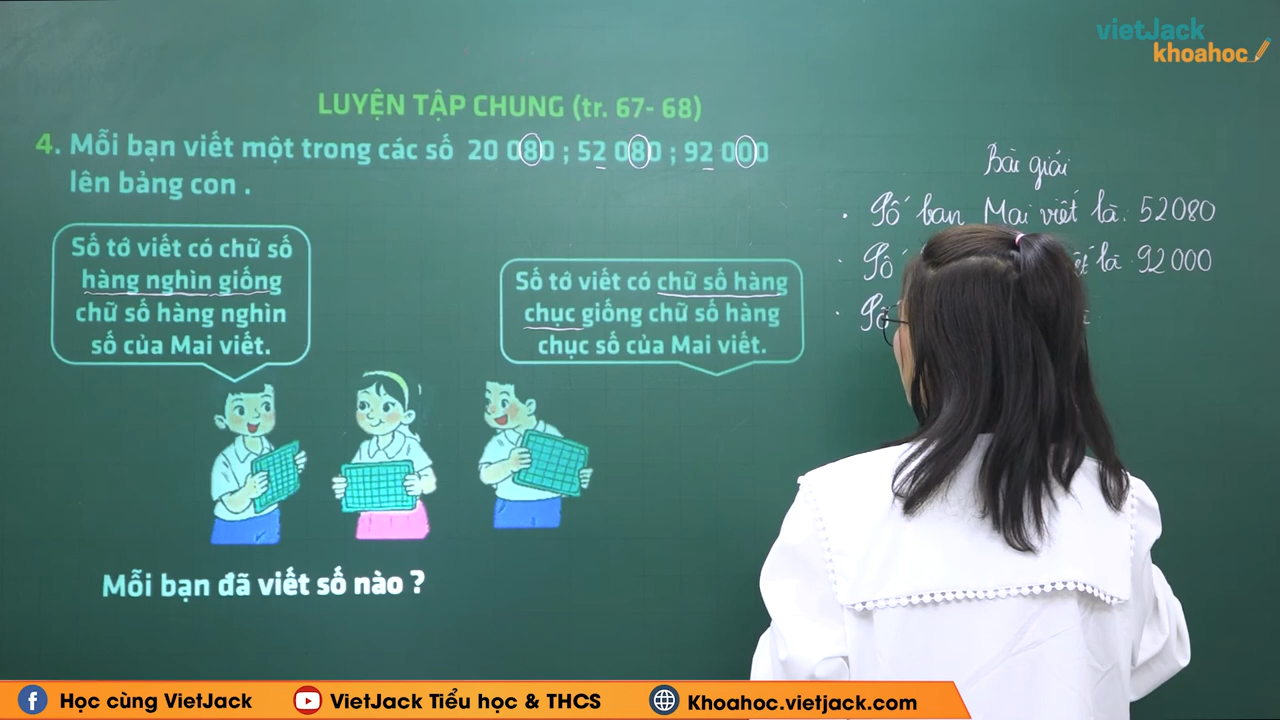 vietJack
khoahoc
LUYỆN TẬP CHUNG (tr. 67- 68)
4. Mỗi bạn viết một trong các số 20 080 ; 52 080 ; 92 000
lên bảng con .
Số tớ viết có chữ số
hàng nghìn giống
chữ số hàng nghìn
số của Mai viết.
Số tớ viết có chữ số hàng
chục giống chữ số hàng
chục số của Mai viết.
Mỗi bạn đã viết số nào ?
Bài giải
Số bạn Mai viết là. 52080
Số là 92000
Số
Học cùng VietJack
VietJack Tiểu học & THCS
Khoahoc.vietjack.com